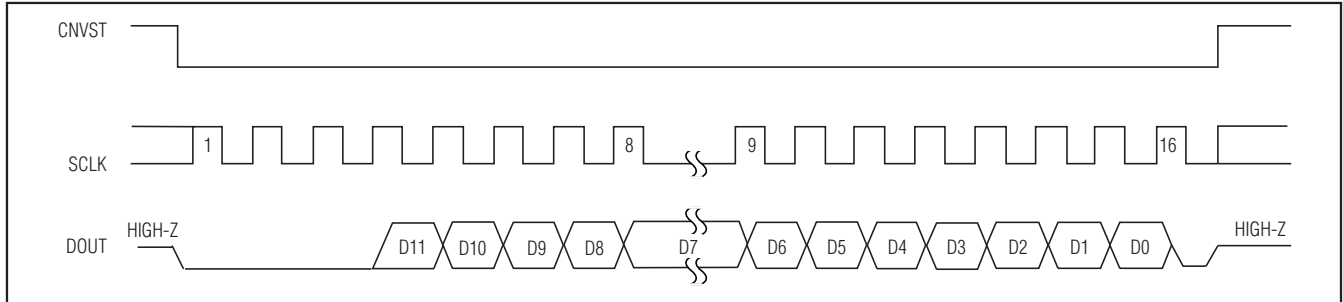 CNVST
1 8 9 16
SCLK
HIGH-Z HIGH-Z
DOUT D11 D10 D9 D8 D7 D6 D5 D4 D3 D2 D1 D0